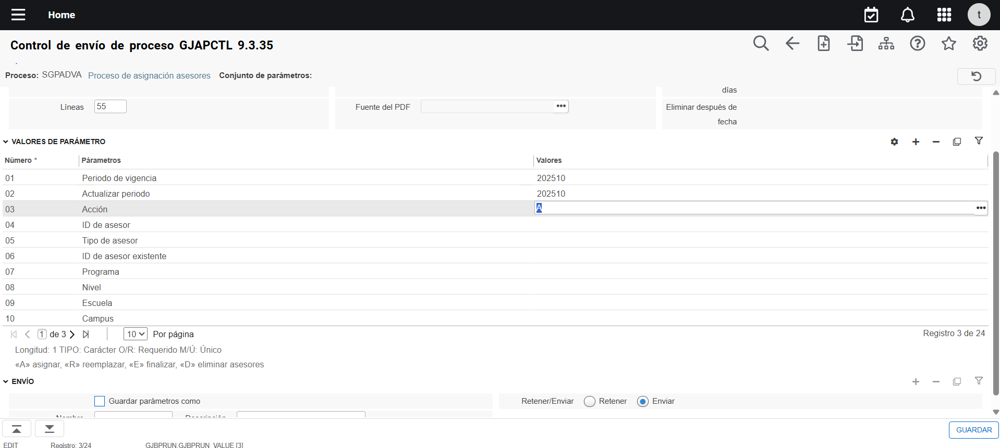 Home
t
Control de envío de proceso GJAPCTL 9.3.35
Proceso: SGPADVA Proceso de asignación asesores Conjunto de parámetros:
días
Líneas 55 Fuente del PDF ••• Eliminar después de
fecha
VALORES DE PARÁMETRO
Número * Páramet­ros Valores
01 Periodo de vigencia 202510
02 Actualizar periodo 202510
03 Acción A •••
04 ID de asesor
05 Tipo de asesor
06 ID de asesor existente
07 Programa
08 Nivel
09 Escuela
10 Campus
1 de 3 10 Por página Registro 3 de 24
Longitud: 1 TIPO: Carácter O/R: Requerido M/Ú: Único
«A» asignar, «R» reemplazar, «E» finalizar, «D» eliminar asesores
ENVÍO
Guardar parámetros como Retener/Enviar Retener Enviar
Nombre Descripción
GUARDAR
EDIT Registro: 3/24 GJBPRUN.GJBPRUN_VALUE [3]